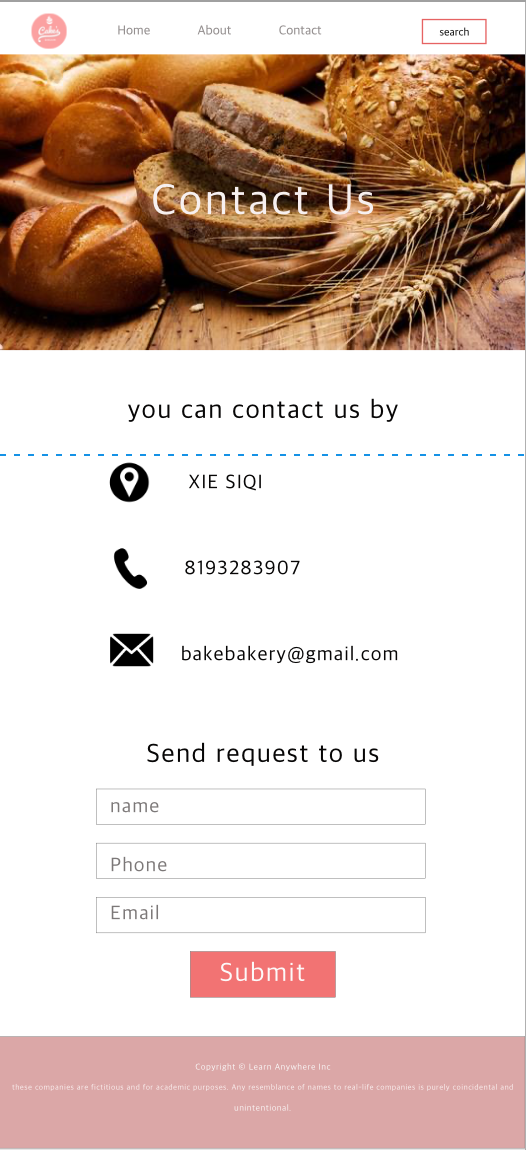 Cake's
Home About Contact search
Contact Us
you can contact us by
XIE SIQI
8193283907
bakebakery@gmail.com
Send request to us
name
Phone
Email
Submit
Copyright © Learn Anywhere Inc
these companies are fictitious and for academic purposes. Any resemblance of names to real-life companies is purely coincidental and
unintentional.